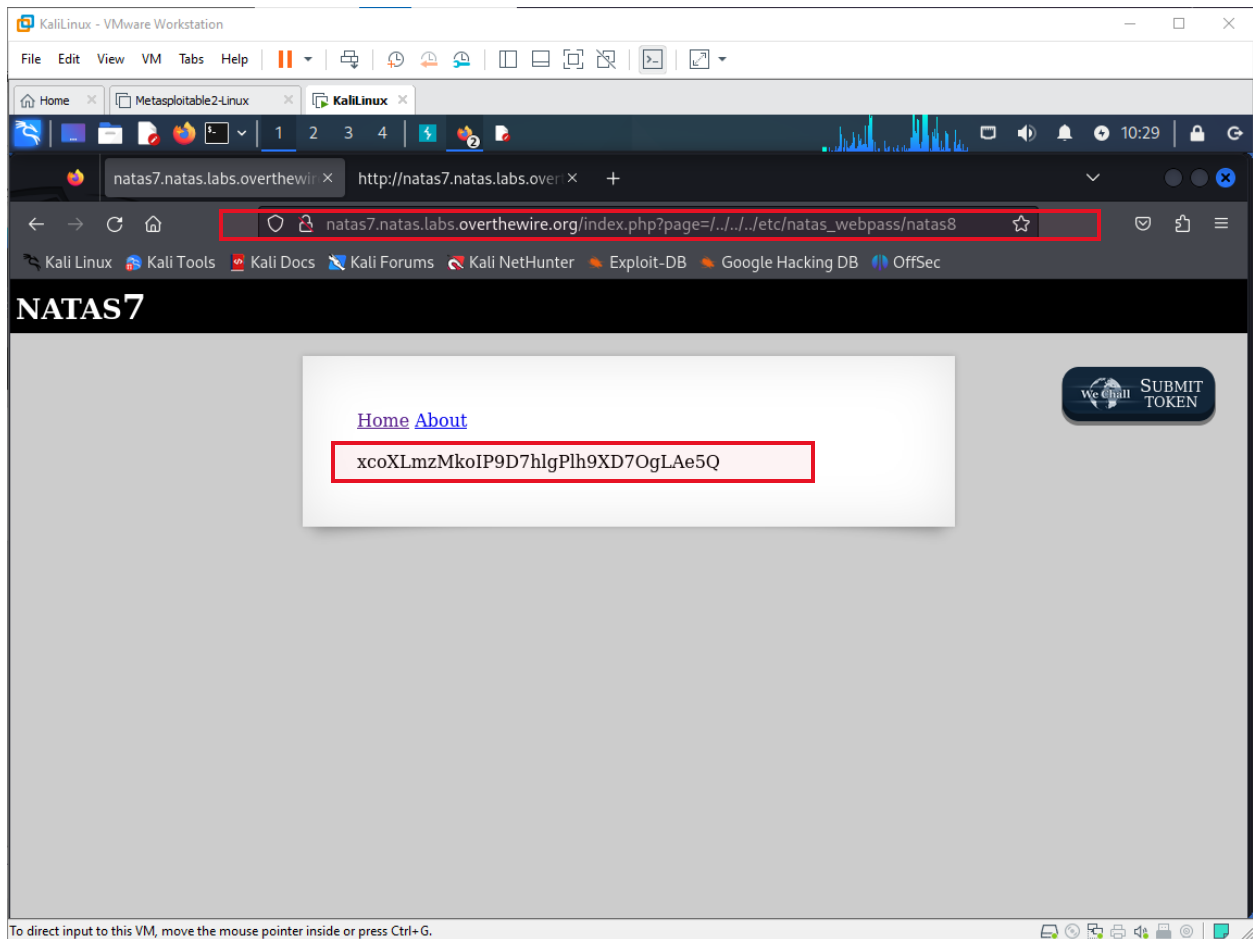 KaliLinux - VMware Workstation
File Edit View VM Tabs Help
Home Metasploitable2-Linux KaliLinux
1 2 3 4 2 10:29
natas7.natas.labs.overthewir http://natas7.natas.labs.over
natas7.natas.labs.overthewire.org/index.php?page=/../../../etc/natas_webpass/natas8
Kali Linux Kali Tools Kali Docs Kali Forums Kali NetHunter Exploit-DB Google Hacking DB OffSec
NATAS7
We Chall SUBMIT
TOKEN
Home About
xcoXLmzMkoIP9D7hlgPlh9XD7OgLAe5Q
To direct input to this VM, move the mouse pointer inside or press Ctrl+G.